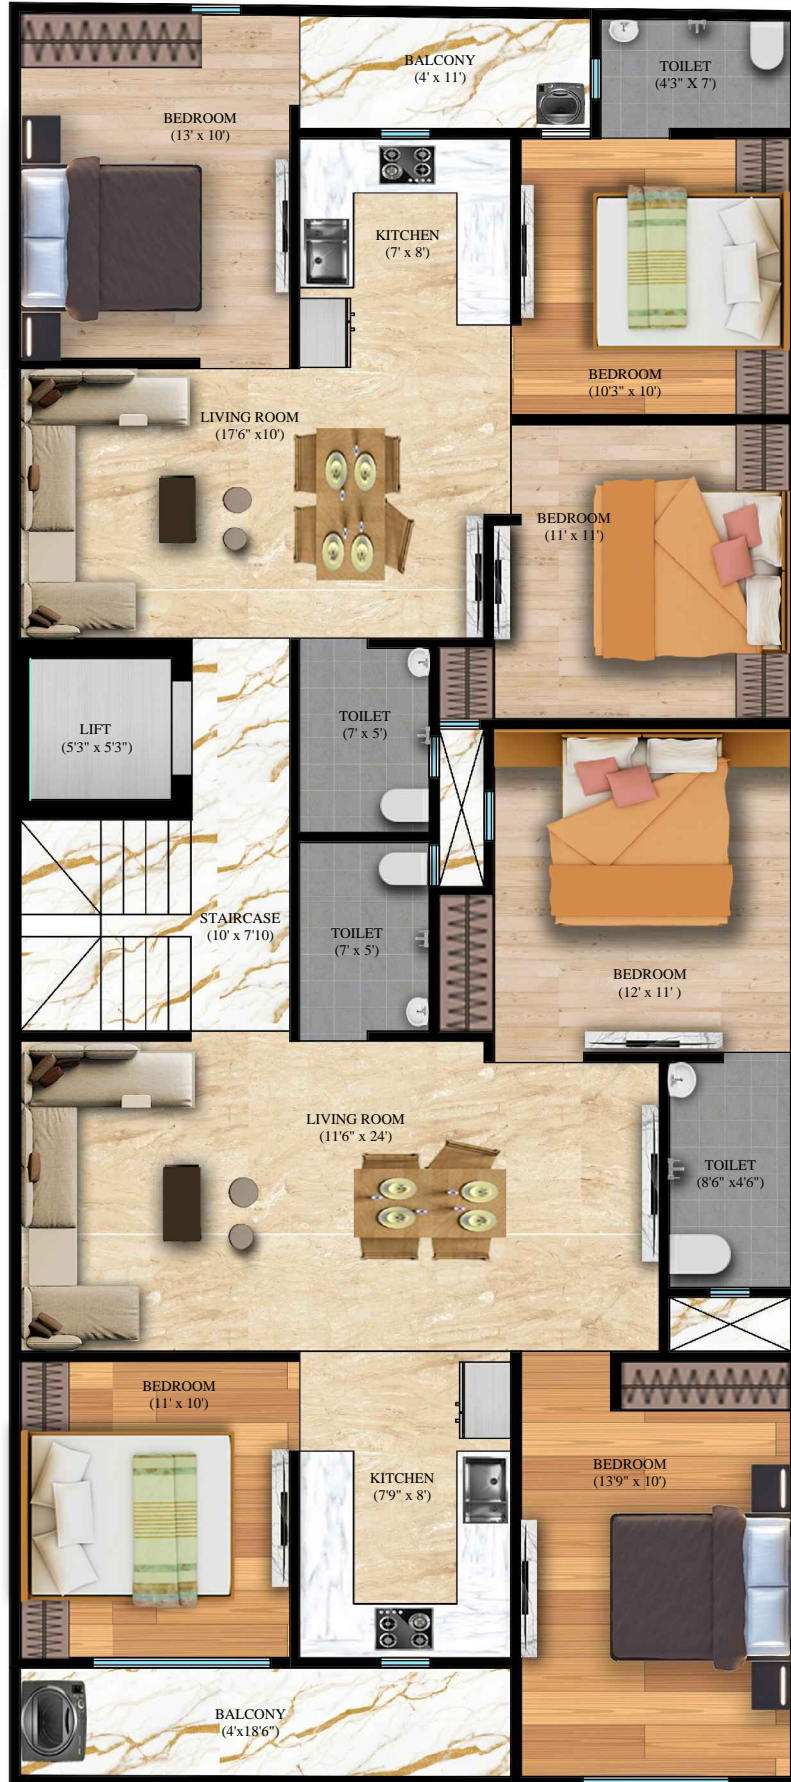 BALCONY
(4' x 11')
TOILET
(4'3" X 7')
BEDROOM
(13' x 10')
KITCHEN
(7' x 8')
BEDROOM
(10'3" x 10')
LIVING ROOM
(17'6" x10')
BEDROOM
(11' x 11')
TOILET
(7' x 5')
LIFT
(5'3" x 5'3")
STAIRCASE
(10' x 7'10)
TOILET
(7' x 5')
BEDROOM
(12' x 11' )
LIVING ROOM
(11'6" x 24')
TOILET
(8'6" x4'6")
BEDROOM
(11' x 10')
KITCHEN
(7'9" x 8')
BEDROOM
(13'9" x 10')
BALCONY
(4'x18'6")